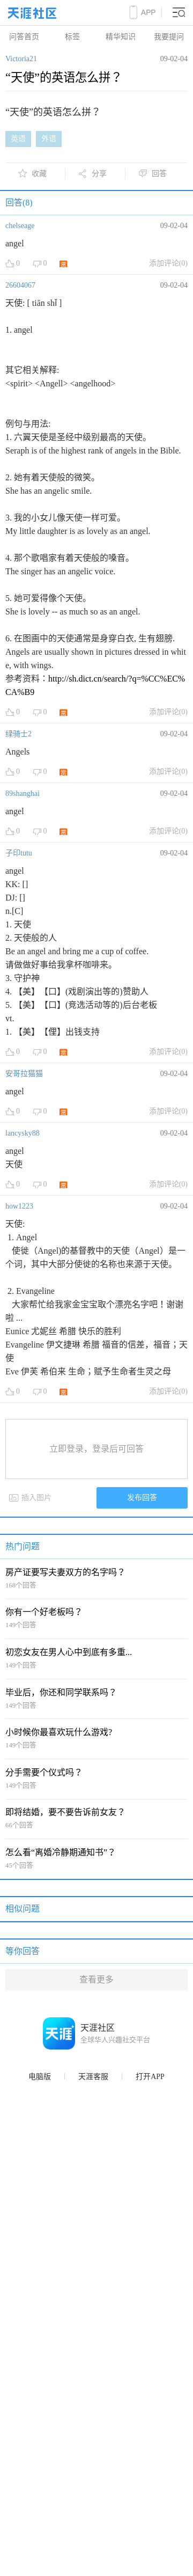 天涯社区
APP
问答首页 标签 精华知识 我要提问
Victoria21 09-02-04
“天使”的英语怎么拼？
“天使”的英语怎么拼？
英语 外语
收藏 分享 回答
回答(8)
chelseage 09-02-04
angel
0 0 添加评论(0)
26604067 09-02-04
天使: [ tiān shǐ ]
1. angel
其它相关解释:
<spirit> <Angell> <angelhood>
例句与用法:
1. 六翼天使是圣经中级别最高的天使。
Seraph is of the highest rank of angels in the Bible.
2. 她有着天使般的微笑。
She has an angelic smile.
3. 我的小女儿像天使一样可爱。
My little daughter is as lovely as an angel.
4. 那个歌唱家有着天使般的嗓音。
The singer has an angelic voice.
5. 她可爱得像个天使。
She is lovely -- as much so as an angel.
6. 在图画中的天使通常是身穿白衣, 生有翅膀.
Angels are usually shown in pictures dressed in whit
e, with wings.
参考资料：http://sh.dict.cn/search/?q=%CC%EC%
CA%B9
0 0 添加评论(0)
绿骑士2 09-02-04
Angels
0 0 添加评论(0)
89shanghai 09-02-04
angel
0 0 添加评论(0)
子印tutu 09-02-04
angel
KK: []
DJ: []
n.[C]
1. 天使
2. 天使般的人
Be an angel and bring me a cup of coffee.
请做做好事给我拿杯咖啡来。
3. 守护神
4. 【美】【口】(戏剧演出等的)赞助人
5. 【美】【口】(竞选活动等的)后台老板
vt.
1. 【美】【俚】出钱支持
0 0 添加评论(0)
安哥拉猫猫 09-02-04
angel
0 0 添加评论(0)
lancysky88 09-02-04
angel
天使
0 0 添加评论(0)
how1223 09-02-04
天使:
1. Angel
使徙（Angel)的基督教中的天使（Angel）是一
个词，其中大部分使徙的名称也来源于天使。
2. Evangeline
大家帮忙给我家金宝宝取个漂亮名字吧！谢谢
啦 ...
Eunice 尤妮丝 希腊 快乐的胜利
Evangeline 伊文捷琳 希腊 福音的信差，福音；天
使
Eve 伊芙 希伯来 生命；赋予生命者生灵之母
0 0 添加评论(0)
立即登录，登录后可回答
插入图片 发布回答
热门问题
房产证要写夫妻双方的名字吗？
168个回答
你有一个好老板吗？
149个回答
初恋女友在男人心中到底有多重...
149个回答
毕业后，你还和同学联系吗？
149个回答
小时候你最喜欢玩什么游戏?
149个回答
分手需要个仪式吗？
149个回答
即将结婚，要不要告诉前女友？
66个回答
怎么看“离婚冷静期通知书”？
45个回答
相似问题
等你回答
查看更多
天涯
天涯社区
全球华人兴趣社交平台
电脑版 天涯客服 打开APP